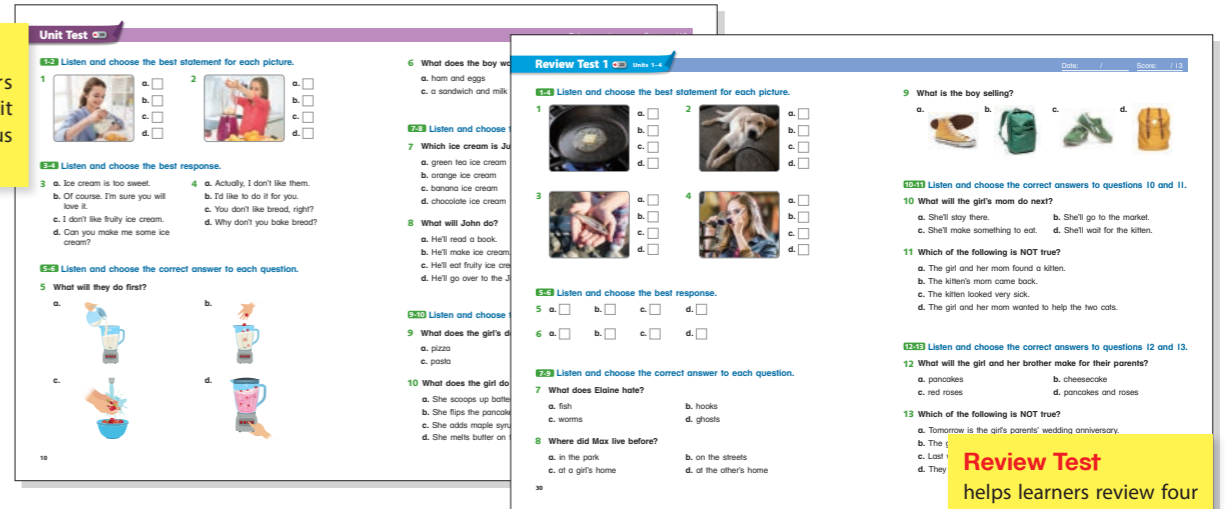 rs
it
us
Unit Test
1-2 Listen and choose the best statement for each picture.
1
a.
b.
c.
d.
2
a.
b.
c.
d.
3-4 Listen and choose the best response.
3 a. Ice cream is too sweet.
b. Of course. I'm sure you will
love it.
c. I don't like fruity ice cream.
d. Can you make me some ice
cream?
4 a. Actually, I don't like them.
b. I'd like to do it for you.
c. You don't like bread, right?
d. Why don't you bake bread?
5-6 Listen and choose the correct answer to each question.
5 What will they do first?
a.
b.
c.
d.
10
6 What does the boy
a. ham and eggs
c. a sandwich and milk
7-8 Listen and choose
7 Which ice cream is
a. green tea ice cream
b. orange ice cream
c. banana ice cream
d. chocolate ice cream
8 What will John do?
a. He'll read a book.
b. He'll make ice cream.
c. He'll eat fruity ice
d. He'll go over to the
9-10 Listen and choose
9 What does the girl's
a. pizza
c. pasta
10 What does the girl do
a. She scoops up
b. She flips the
c. She adds maple
d. She melts butter on
Review Test 1 Units 1-4
Date: / Score: / 13
1-4 Listen and choose the best statement for each picture.
1
a.
b.
c.
d.
2
a.
b.
c.
d.
3
a.
b.
c.
d.
4
a.
b.
c.
d.
5-6 Listen and choose the best response.
5 a. b. c. d.
6 a. b. c. d.
7-9 Listen and choose the correct answer to each question.
7 What does Elaine hate?
a. fish b. hooks
c. worms d. ghosts
8 Where did Max live before?
a. in the park b. on the streets
c. at a girl's home d. at the other's home
30
9 What is the boy selling?
a. b. c. d.
10-11 Listen and choose the correct answers to questions 10 and 11.
10 What will the girl's mom do next?
a. She'll stay there. b. She'll go to the market.
c. She'll make something to eat. d. She'll wait for the kitten.
11 Which of the following is NOT true?
a. The girl and her mom found a kitten.
b. The kitten's mom came back.
c. The kitten looked very sick.
d. The girl and her mom wanted to help the two cats.
12-13 Listen and choose the correct answers to questions 12 and 13.
12 What will the girl and her brother make for their parents?
a. pancakes b. cheesecake
c. red roses d. pancakes and roses
13 Which of the following is NOT true?
a. Tomorrow is the girl's parents' wedding anniversary.
b. The
c. Last
d. They
Review Test
helps learners review four